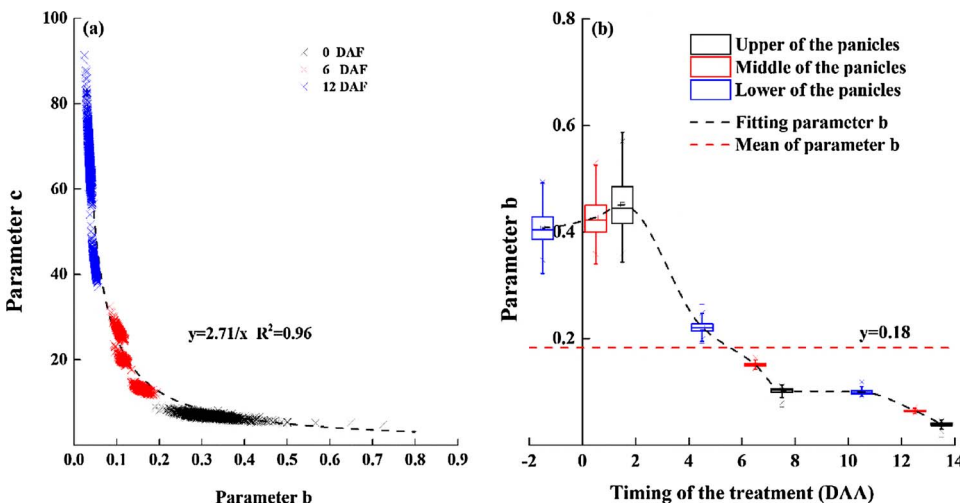 (a)
100
80
60
40
20
Parameter c
0 DAF
6 DAF
12 DAF
y=2.71/x R²=0.96
0.0 0.1 0.2 0.3 0.4 0.5 0.6 0.7 0.8 0.9
Parameter b
(b)
0.8
0.6
0.4
0.2
Parameter b
Upper of the panicles
Middle of the panicles
Lower of the panicles
Fitting parameter b
Mean of parameter b
y=0.18
-2 0 2 4 6 8 10 12 14
Timing of the treatment (DAA)